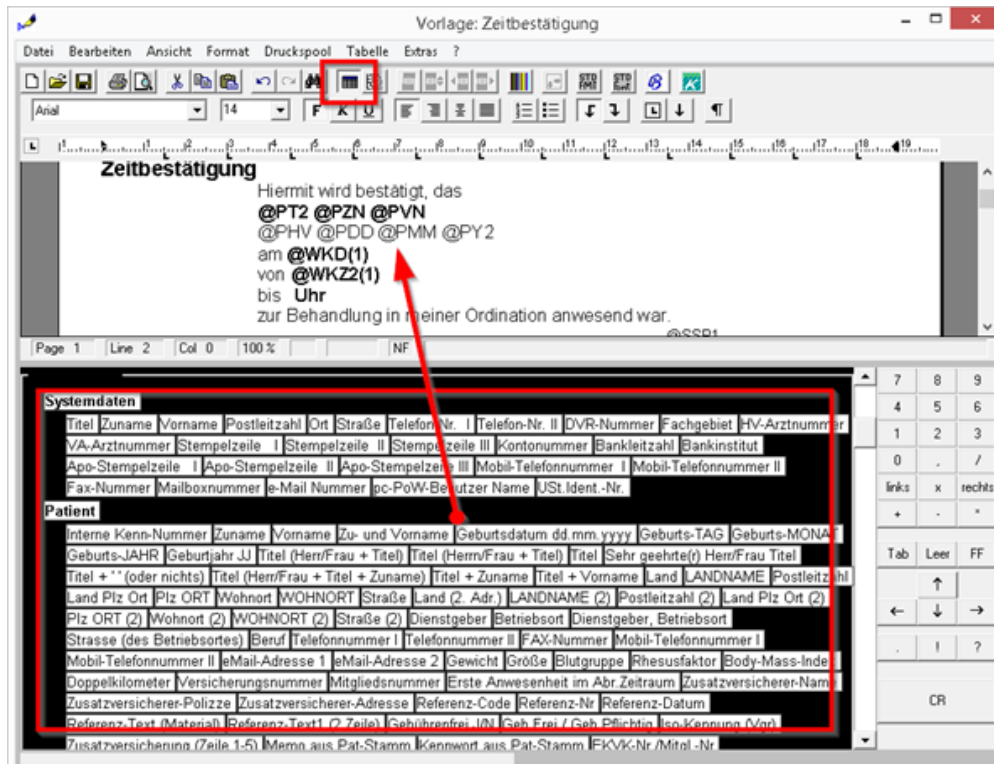 Vorlage: Zeitbestätigung
Datei Bearbeiten Ansicht Format Druckspool Tabelle Extras ?
Arial 14 F K U
Zeitbestätigung
Hiermit wird bestätigt, das
@PT2 @PZN @PVN
@PHV @PDD @PMM @PY2
am @WKD(1)
von @WKZ2(1)
bis Uhr
zur Behandlung in meiner Ordination anwesend war.
@SSP1
Page 1 Line 2 Col 0 100 % NF
Systemdaten
Titel Zuname Vorname Postleitzahl Ort Straße Telefon-Nr. I Telefon-Nr. II DVR-Nummer Fachgebiet HV-Arztnummer
VA-Arztnummer Stempelzeile I Stempelzeile II Stempelzeile III Kontonummer Bankleitzahl Bankinstitut
Apo-Stempelzeile I Apo-Stempelzeile II Apo-Stempelzeile III Mobil-Telefonnummer I Mobil-Telefonnummer II
Fax-Nummer Mailboxnummer e-Mail Nummer pc-PoW-Benutzer Name USt.Ident.-Nr.
Patient
Interne Kenn-Nummer Zuname Vorname Zu- und Vorname Geburtsdatum dd.mm.yyyy Geburts-TAG Geburts-MONAT
Geburts-JAHR Geburtjahr JJ Titel (Herr/Frau + Titel) Titel (Herrn/Frau + Titel) Titel Sehr geehrte(r) Herr/Frau Titel
Titel + " (oder nichts) Titel (Herr/Frau + Titel + Zuname) Titel + Zuname Titel + Vorname Land LANDNAME Postleitzahl
Land Plz Ort Plz ORT Wohnort WOHNORT Straße Land (2. Adr.) LANDNAME (2) Postleitzahl (2) Land Plz Ort (2)
Plz ORT (2) Wohnort (2) WOHNORT (2) Straße (2) Dienstgeber Betriebsort Dienstgeber, Betriebsort
Strasse (des Betriebsortes) Beruf Telefonnummer I Telefonnummer II FAX-Nummer Mobil-Telefonnummer I
Mobil-Telefonnummer II eMail-Adresse 1 eMail-Adresse 2 Gewicht Größe Blutgruppe Rhesusfaktor Body-Mass-Index
Doppelkilometer Versicherungsnummer Mitgliedsnummer Erste Anwesenheit im Abr.Zeitraum Zusatzversicherer-Name
Zusatzversicherer-Polizze Zusatzversicherer-Adresse Referenz-Code Referenz-Nr Referenz-Datum
Referenz-Text (Material) Referenz-Text1 (2.Zeile) Gebührenfrei J/N Geb.Frei / Geb.Pflichtig Iso-Kennung (Vgr)
Zusatzversicherung (Zeile 1-5) Memo aus Pat-Stamm Kennwort aus Pat-Stamm EKVK-Nr./Mitgl.-Nr.
7 8 9
4 5 6
1 2 3
0 , /
links x rechts
+ - "
Tab Leer FF
↑
← ↓ →
. ! ?
CR